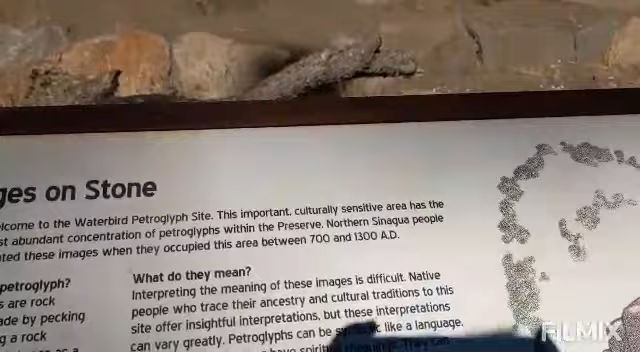 ges on Stone
elcome to the Waterbird Petroglyph Site. This important, culturally sensitive area has the
st abundant concentration of petroglyphs within the Preserve. Northern Sinagua people
ated these images when they occupied this area between 700 and 1300 A.D.
petroglyph?
s are rock
ade by pecking
g a rock
What do they mean?
Interpreting the meaning of these images is difficult. Native
people who trace their ancestry and cultural traditions to this
site offer insightful interpretations, but these interpretations
can vary greatly. Petroglyphs can be like a language.
have
FILMIX